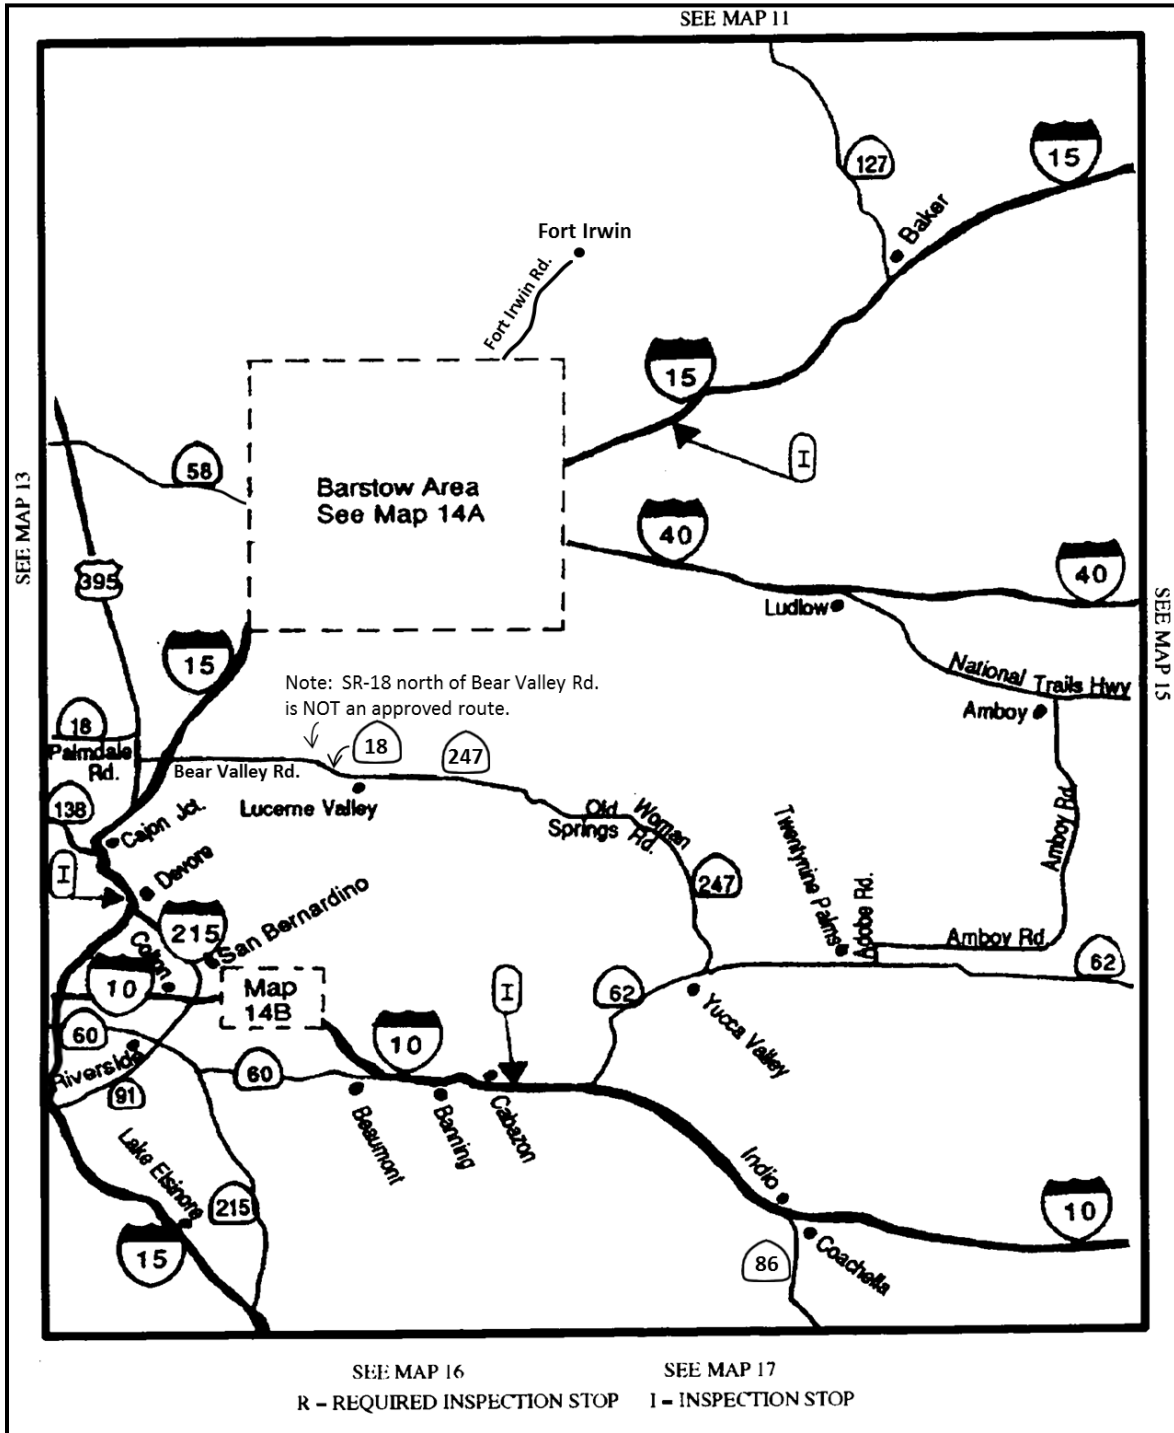 SEE MAP 11
127
15
Baker
Fort Irwin
Fort Irwin Rd.
15
I
58
Barstow Area
See Map 14A
SEE MAP 13
40
40
395
Ludlow
SEE MAP 15
15
National Trails Hwy
Amboy
Note: SR-18 north of Bear Valley Rd.
is NOT an approved route.
18
Palmdale
Rd.
18
247
Bear Valley Rd.
Lucerne Valley
Old Woman
Springs Rd.
138
Cajon Jct.
Amboy Rd.
I
Devore
247
Twentynine Palms
Adobe Rd.
215
San Bernardino
Amboy Rd.
Colton
10
Map
14B
I
62
62
Yucca Valley
60
Riverside
10
60
91
Beaumont
Banning
Cabazon
Lake Elsinore
Indio
215
10
15
86
Coachella
SEE MAP 16
SEE MAP 17
R – REQUIRED INSPECTION STOP I – INSPECTION STOP